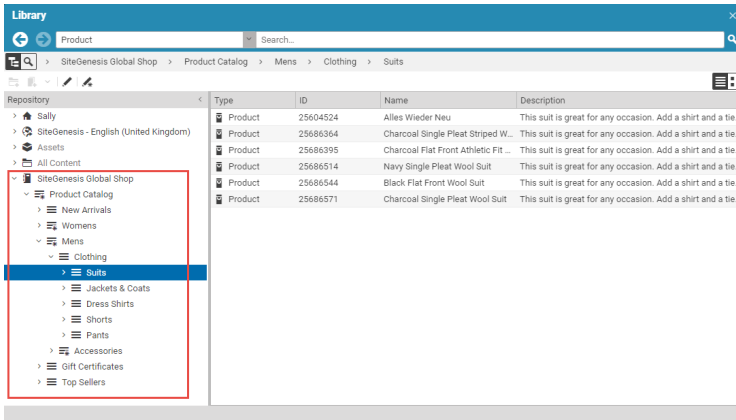 Library
Product Search...
> SiteGenesis Global Shop > Product Catalog > Mens > Clothing > Suits
Repository
Sally
SiteGenesis - English (United Kingdom)
Assets
All Content
SiteGenesis Global Shop
Product Catalog
New Arrivals
Womens
Mens
Clothing
Suits
Jackets & Coats
Dress Shirts
Shorts
Pants
Accessories
Gift Certificates
Top Sellers
Type ID Name Description
Product 25604524 Alles Wieder Neu This suit is great for any occasion. Add a shirt and a tie
Product 25686364 Charcoal Single Pleat Striped W... This suit is great for any occasion. Add a shirt and a tie
Product 25686395 Charcoal Flat Front Athletic Fit ... This suit is great for any occasion. Add a shirt and a tie
Product 25686514 Navy Single Pleat Wool Suit This suit is great for any occasion. Add a shirt and a tie
Product 25686544 Black Flat Front Wool Suit This suit is great for any occasion. Add a shirt and a tie
Product 25686571 Charcoal Single Pleat Wool Suit This suit is great for any occasion. Add a shirt and a tie